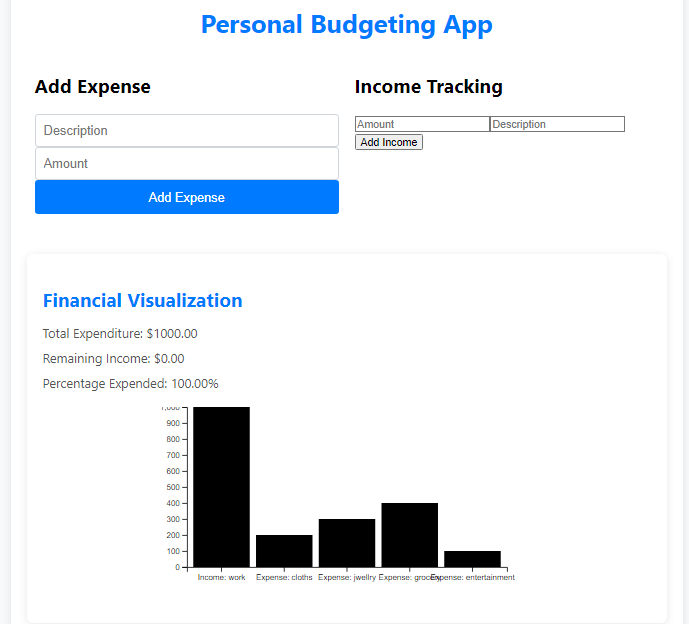 Personal Budgeting App
Add Expense
Description
Amount
Add Expense
Income Tracking
Amount Description
Add Income
Financial Visualization
Total Expenditure: $1000.00
Remaining Income: $0.00
Percentage Expended: 100.00%
1,000
900
800
700
600
500
400
300
200
100
0
Income: work Expense: cloths Expense: jwellry Expense: grocery Expense: entertainment